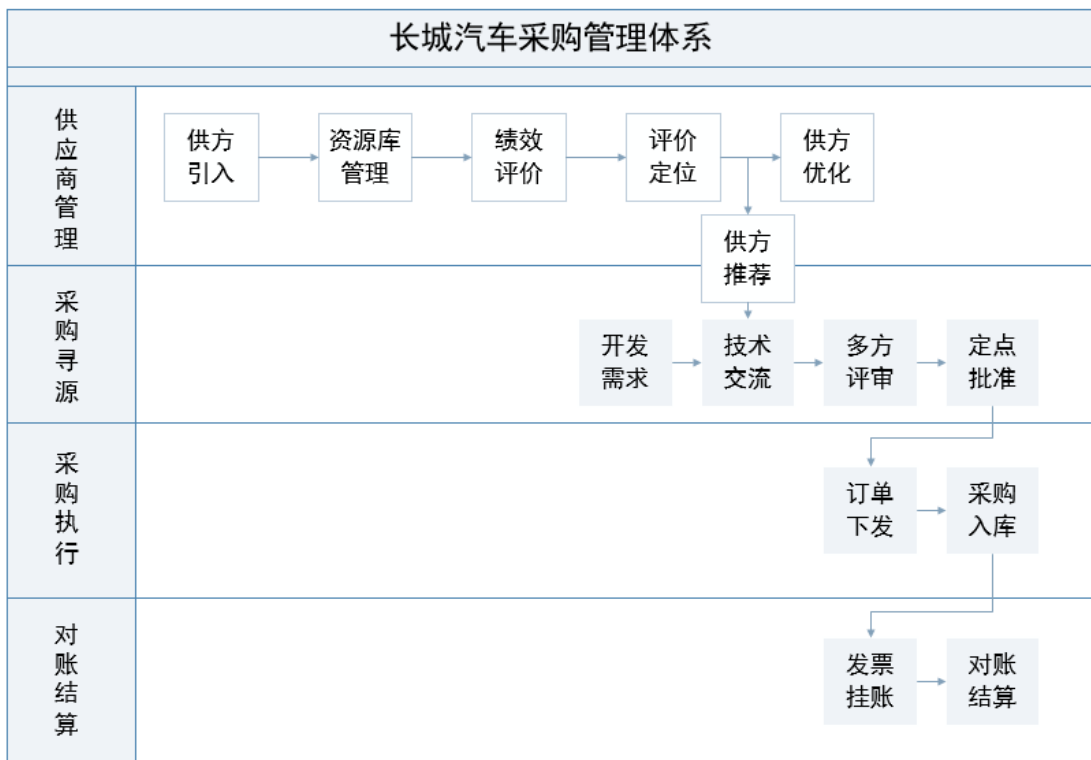 长城汽车采购管理体系
供应商管理
供方
引入
资源库
管理
绩效
评价
评价
定位
供方
优化
供方
推荐
采购寻源
开发
需求
技术
交流
多方
评审
定点
批准
采购执行
订单
下发
采购
入库
对账结算
发票
挂账
对账
结算